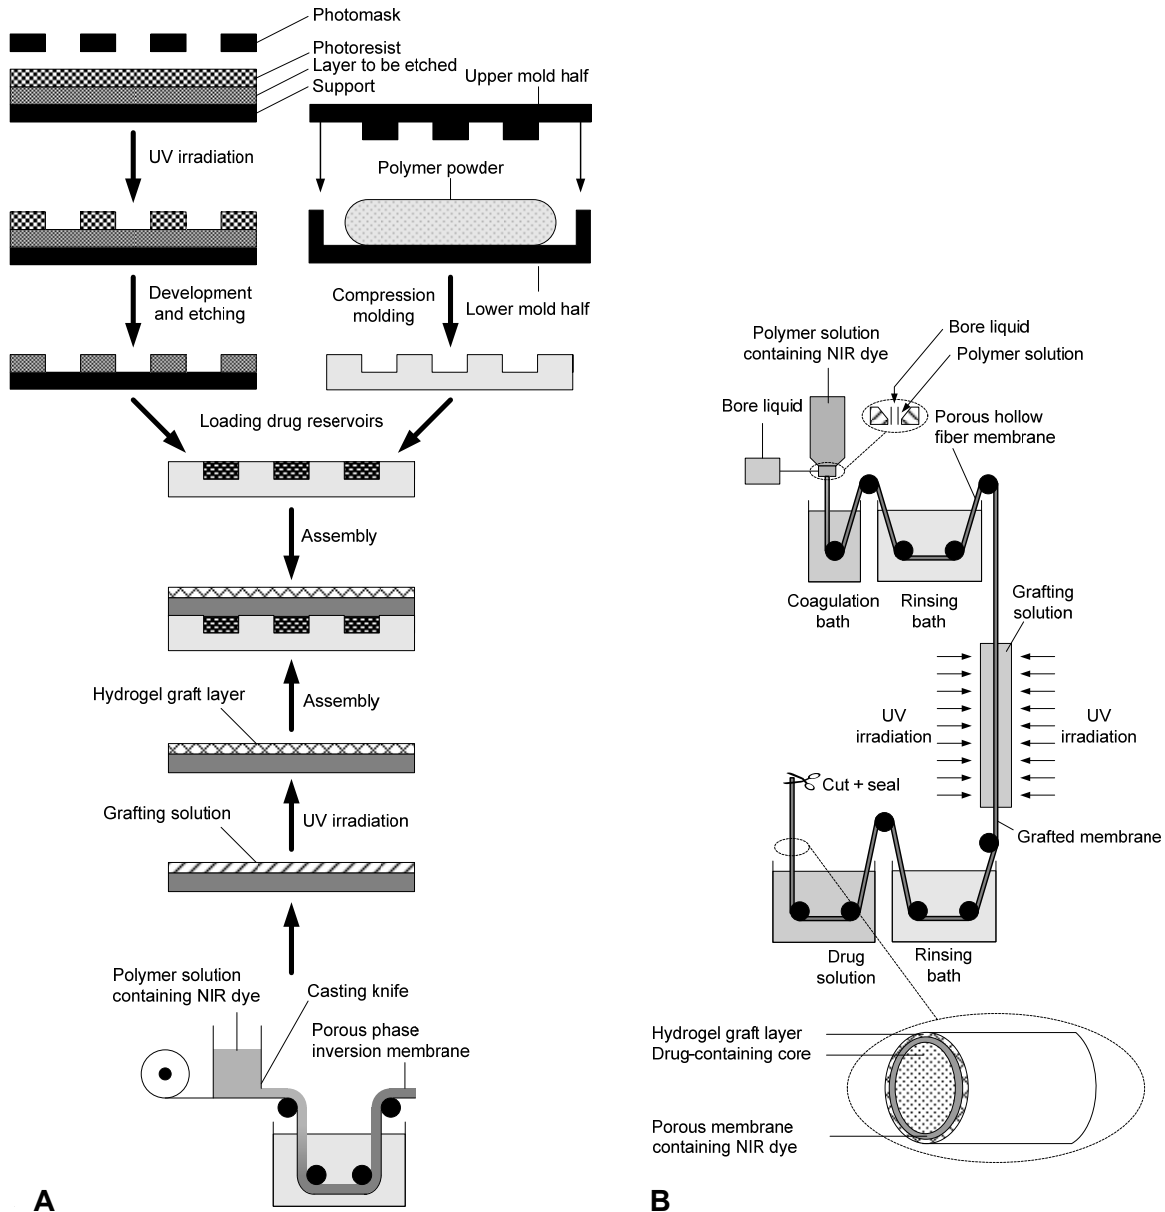 Photomask
Photoresist
Layer to be etched
Support
UV irradiation
Development
and etching
Upper mold half
Polymer powder
Compression
molding
Lower mold half
Loading drug reservoirs
Assembly
Assembly
Hydrogel graft layer
UV irradiation
Grafting solution
Polymer solution
containing NIR dye
Casting knife
Porous phase
inversion membrane
A
Polymer solution
containing NIR dye
Bore liquid
Polymer solution
Bore liquid
Porous hollow
fiber membrane
Coagulation
bath
Rinsing
bath
Grafting
solution
UV
irradiation
UV
irradiation
Cut + seal
Grafted membrane
Drug
solution
Rinsing
bath
Hydrogel graft layer
Drug-containing core
Porous membrane
containing NIR dye
B